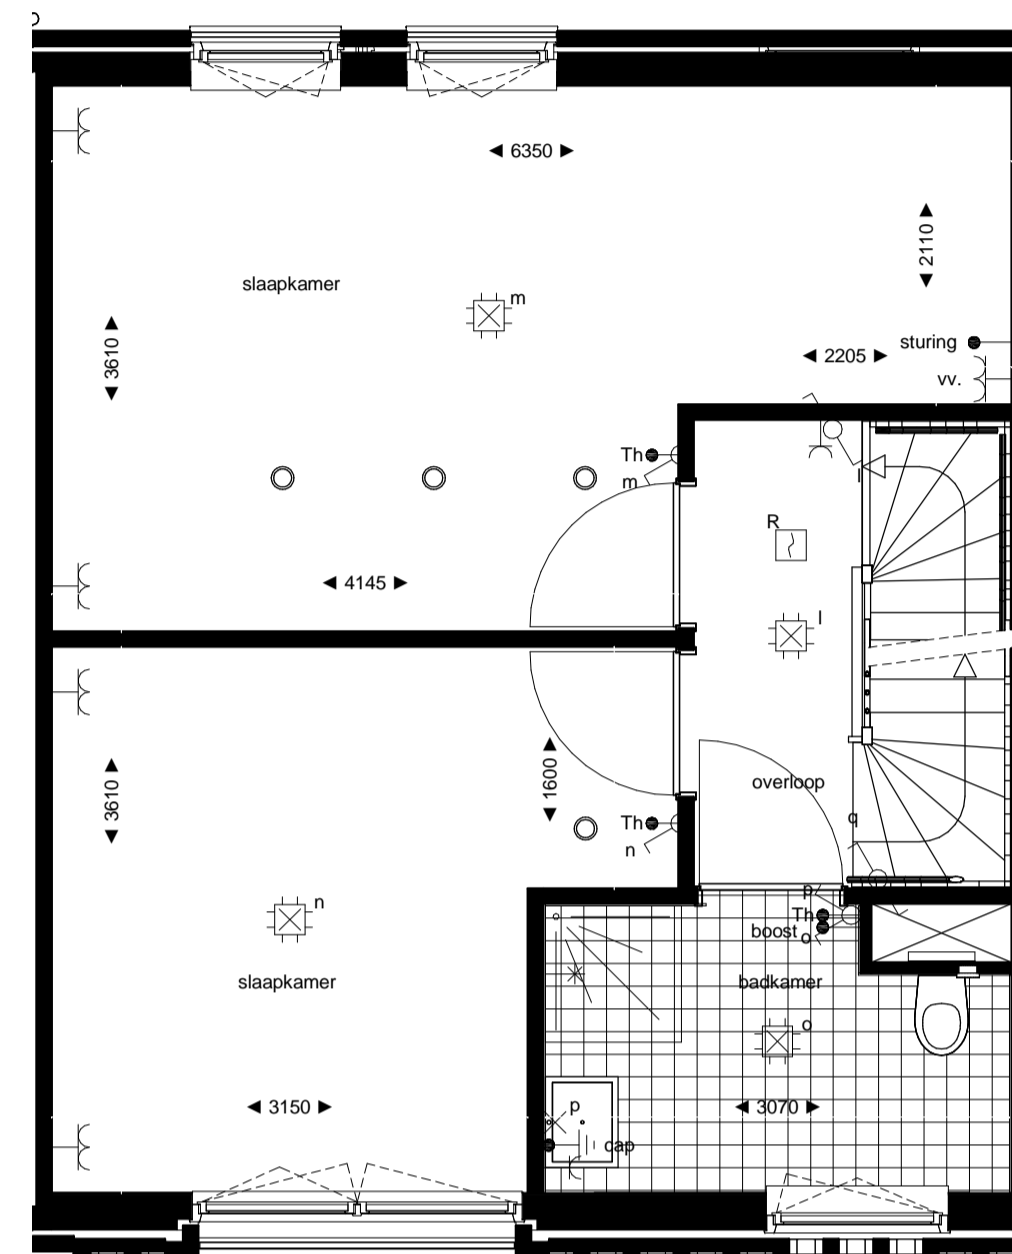 6350
2110
slaapkamer
m
3610
sturing
2205
vv.
Th
m
l
R
4145
l
overloop
1600
3610
q
Th
n
n
p
Th
boost
o
slaapkamer
badkamer
o
3150
p
3070
cap